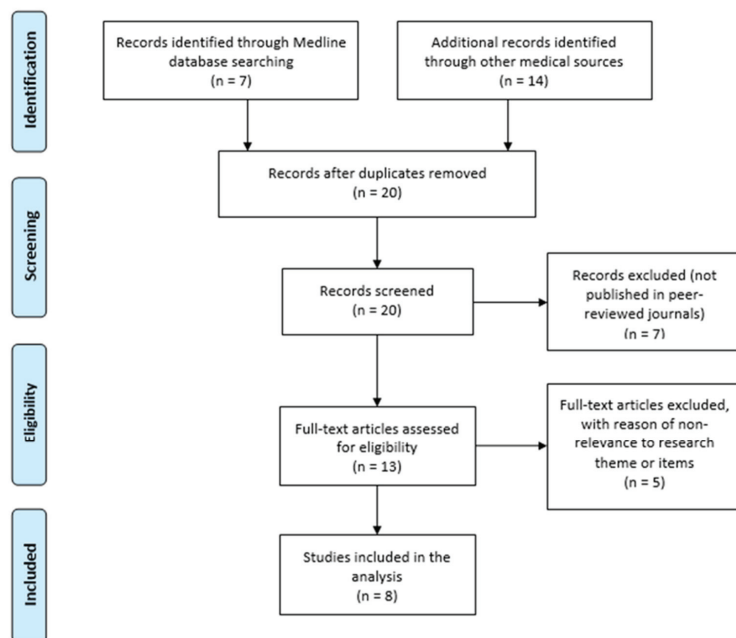 Identification
Records identified through Medline
database searching
(n = 7)
Additional records identified
through other medical sources
(n = 14)
Records after duplicates removed
(n = 20)
Screening
Records screened
(n = 20)
Records excluded (not
published in peer-
reviewed journals)
(n = 7)
Eligibility
Full-text articles assessed
for eligibility
(n = 13)
Full-text articles excluded,
with reason of non-
relevance to research
theme or items
(n = 5)
Included
Studies included in the
analysis
(n = 8)